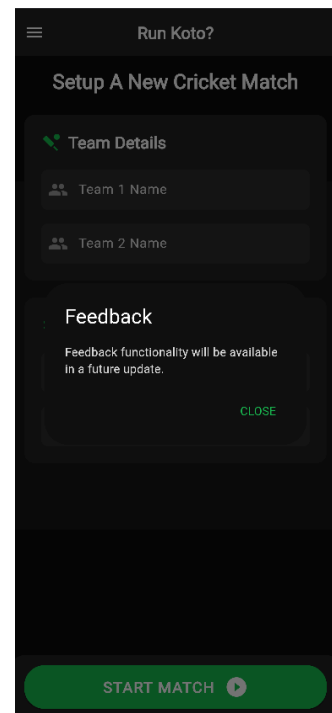 Run Koto?
Setup A New Cricket Match
Team Details
Team 1 Name
Team 2 Name
Feedback
Feedback functionality will be available
in a future update.
CLOSE
START MATCH